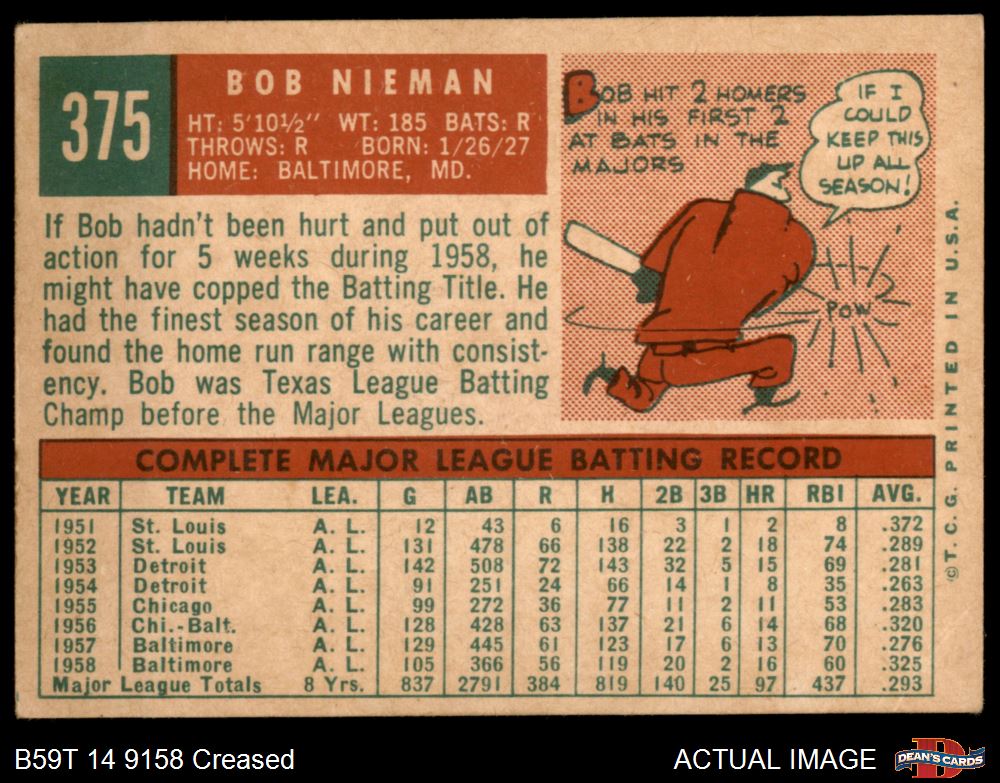 375
BOB NIEMAN
HT: 5'10½" WT: 185 BATS: R
THROWS: R BORN: 1/26/27
HOME: BALTIMORE, MD.
BOB HIT 2 HOMERS
IN HIS FIRST 2
AT BATS IN THE
MAJORS
IF I
COULD
KEEP THIS
UP ALL
SEASON!
POW
If Bob hadn't been hurt and put out of
action for 5 weeks during 1958, he
might have copped the Batting Title. He
had the finest season of his career and
found the home run range with consist-
ency. Bob was Texas League Batting
Champ before the Major Leagues.
COMPLETE MAJOR LEAGUE BATTING RECORD
YEAR TEAM LEA. G AB R H 2B 3B HR RBI AVG.
1951 St. Louis A. L. 12 43 6 16 3 1 2 8 .372
1952 St. Louis A. L. 131 478 66 138 22 2 18 74 .289
1953 Detroit A. L. 142 508 72 143 32 5 15 69 .281
1954 Detroit A. L. 91 251 24 66 14 1 8 35 .263
1955 Chicago A. L. 99 272 36 77 11 2 11 53 .283
1956 Chi.-Balt. A. L. 128 428 63 137 21 6 14 68 .320
1957 Baltimore A. L. 129 445 61 123 17 6 13 70 .276
1958 Baltimore A. L. 105 366 56 119 20 2 16 60 .325
Major League Totals 8 Yrs. 837 2791 384 819 140 25 97 437 .293
© T. C. G. PRINTED IN U.S.A.
B59T 14 9158 Creased
ACTUAL IMAGE
DEAN'S CARDS